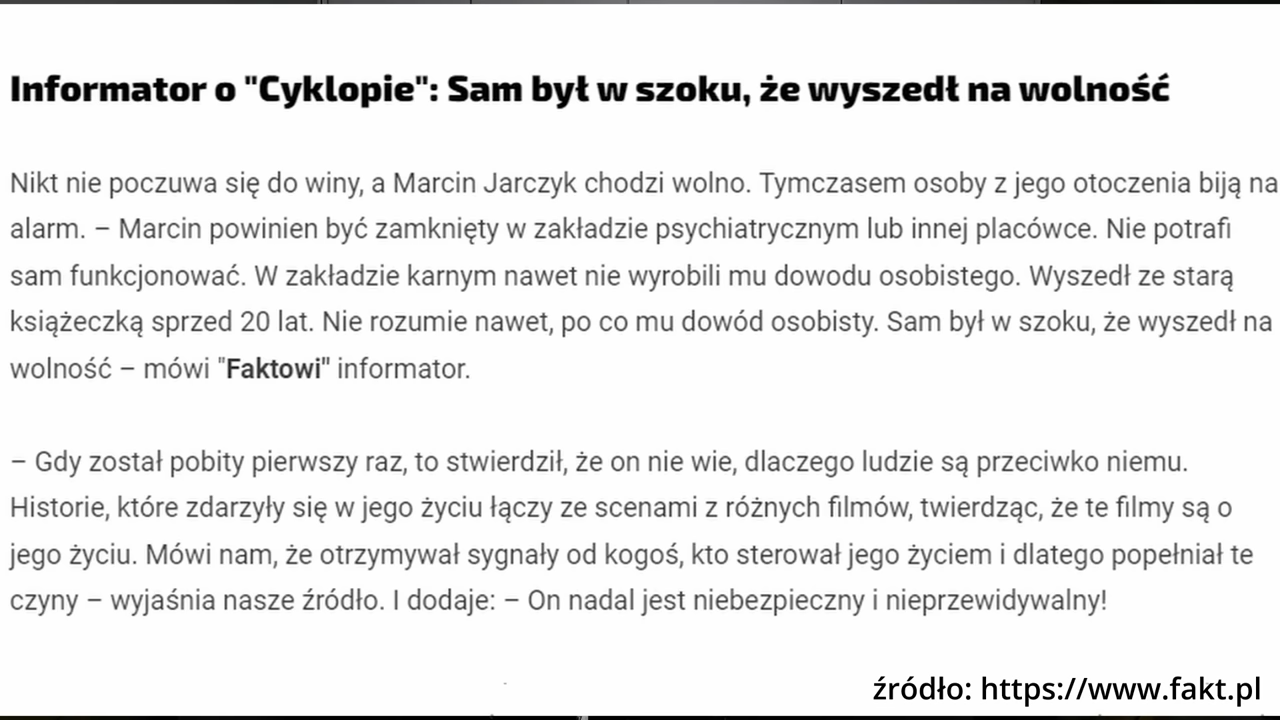 Informator o "Cyklopie": Sam był w szoku, że wyszedł na wolność
Nikt nie poczuwa się do winy, a Marcin Jarczyk chodzi wolno. Tymczasem osoby z jego otoczenia biją na
alarm. – Marcin powinien być zamknięty w zakładzie psychiatrycznym lub innej placówce. Nie potrafi
sam funkcjonować. W zakładzie karnym nawet nie wyrobili mu dowodu osobistego. Wyszedł ze starą
książeczką sprzed 20 lat. Nie rozumie nawet, po co mu dowód osobisty. Sam był w szoku, że wyszedł na
wolność – mówi "Faktowi" informator.
– Gdy został pobity pierwszy raz, to stwierdził, że on nie wie, dlaczego ludzie są przeciwko niemu.
Historie, które zdarzyły się w jego życiu łączy ze scenami z różnych filmów, twierdząc, że te filmy są o
jego życiu. Mówi nam, że otrzymywał sygnały od kogoś, kto sterował jego życiem i dlatego popełniał te
czyny – wyjaśnia nasze źródło. I dodaje: – On nadal jest niebezpieczny i nieprzewidywalny!
źródło: https://www.fakt.pl